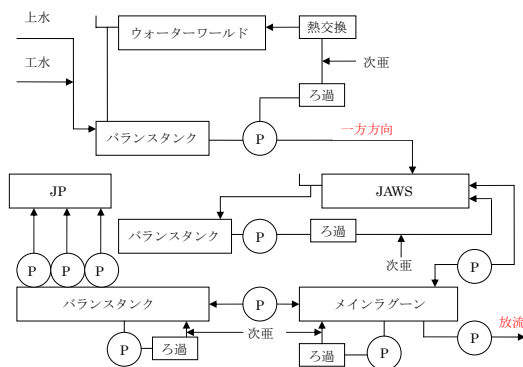 上水
ウォーターワールド
熱交換
工水
次亜
ろ過
バランスタンク
P
一方方向
JP
JAWS
バランスタンク
P
ろ過
次亜
P
P
P
P
バランスタンク
P
メインラグーン
次亜
P
放流
P
ろ過
ろ過
P